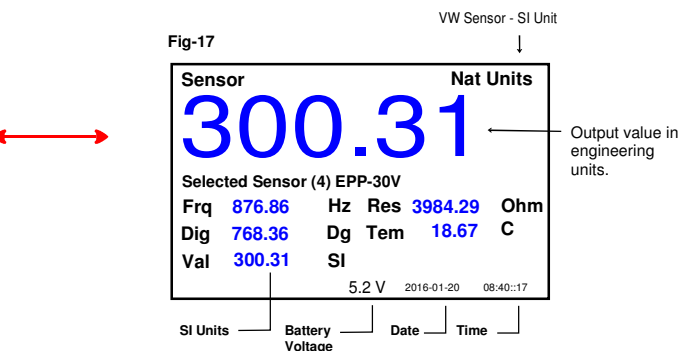 VW Sensor - SI Unit
Fig-17
Sensor Nat Units
300.31
Output value in
engineering
units.
Selected Sensor (4) EPP-30V
Frq 876.86 Hz Res 3984.29 Ohm
Dig 768.36 Dg Tem 18.67 C
Val 300.31 SI
5.2 V 2016-01-20 08:40::17
SI Units Battery Date Time
Voltage